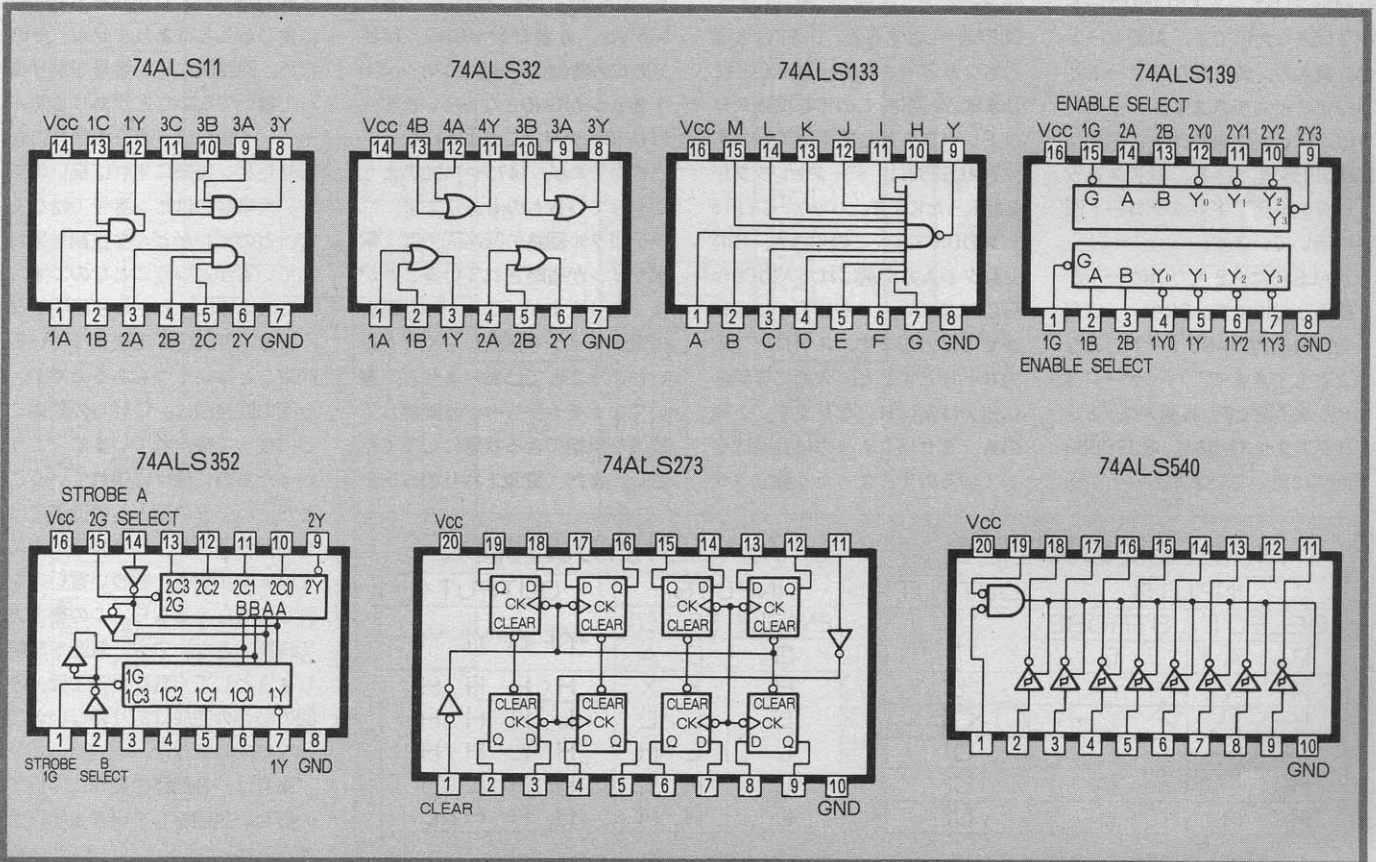 74ALS11
Vcc 1C 1Y 3C 3B 3A 3Y
14 13 12 11 10 9 8
1 2 3 4 5 6 7
1A 1B 2A 2B 2C 2Y GND
74ALS32
Vcc 4B 4A 4Y 3B 3A 3Y
14 13 12 11 10 9 8
1 2 3 4 5 6 7
1A 1B 1Y 2A 2B 2Y GND
74ALS133
Vcc M L K J I H Y
16 15 14 13 12 11 10 9
1 2 3 4 5 6 7 8
A B C D E F G GND
74ALS139
ENABLE SELECT
Vcc 1G 2A 2B 2Y0 2Y1 2Y2 2Y3
16 15 14 13 12 11 10 9
G A B Y0 Y1 Y2
Y3
G
A B Y0 Y1 Y2 Y3
1 2 3 4 5 6 7 8
1G 1B 2B 1Y0 1Y 1Y2 1Y3 GND
ENABLE SELECT
74ALS352
STROBE A
Vcc 2G SELECT 2Y
16 15 14 13 12 11 10 9
2C3 2C2 2C1 2C0 2Y
2G
B B A A
1G
1C3 1C2 1C1 1C0 1Y
1 2 3 4 5 6 7 8
STROBE B 1Y GND
1G SELECT
74ALS273
Vcc
20 19 18 17 16 15 14 13 12 11
Q D D Q Q D D Q
CK CK CK CK
CLEAR CLEAR CLEAR CLEAR
CLEAR CLEAR CLEAR CLEAR
CK CK CK CK
Q D D Q Q D D Q
1 2 3 4 5 6 7 8 9 10
CLEAR GND
74ALS540
Vcc
20 19 18 17 16 15 14 13 12 11
1 2 3 4 5 6 7 8 9 10
GND